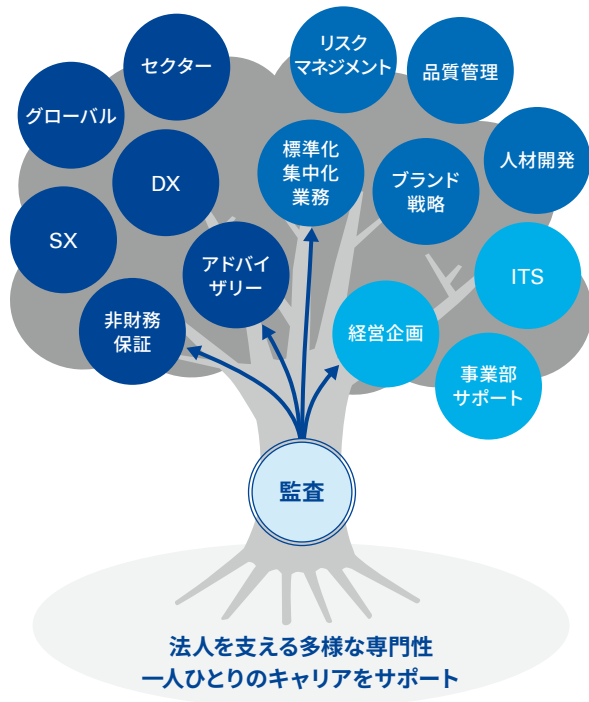 セクター
リスク
マネジメント
品質管理
グローバル
DX
標準化
集中化
業務
ブランド
戦略
人材開発
SX
アドバイ
ザリー
ITS
非財務
保証
経営企画
事業部
サポート
監査
法人を支える多様な専門性
一人ひとりのキャリアをサポート